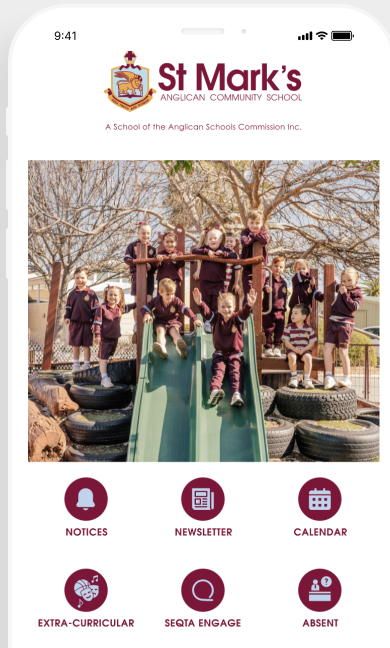 9:41
St Mark's
ANGLICAN COMMUNITY SCHOOL
A School of the Anglican Schools Commission Inc.
NOTICES
NEWSLETTER
CALENDAR
EXTRA-CURRICULAR
SEQTA ENGAGE
ABSENT